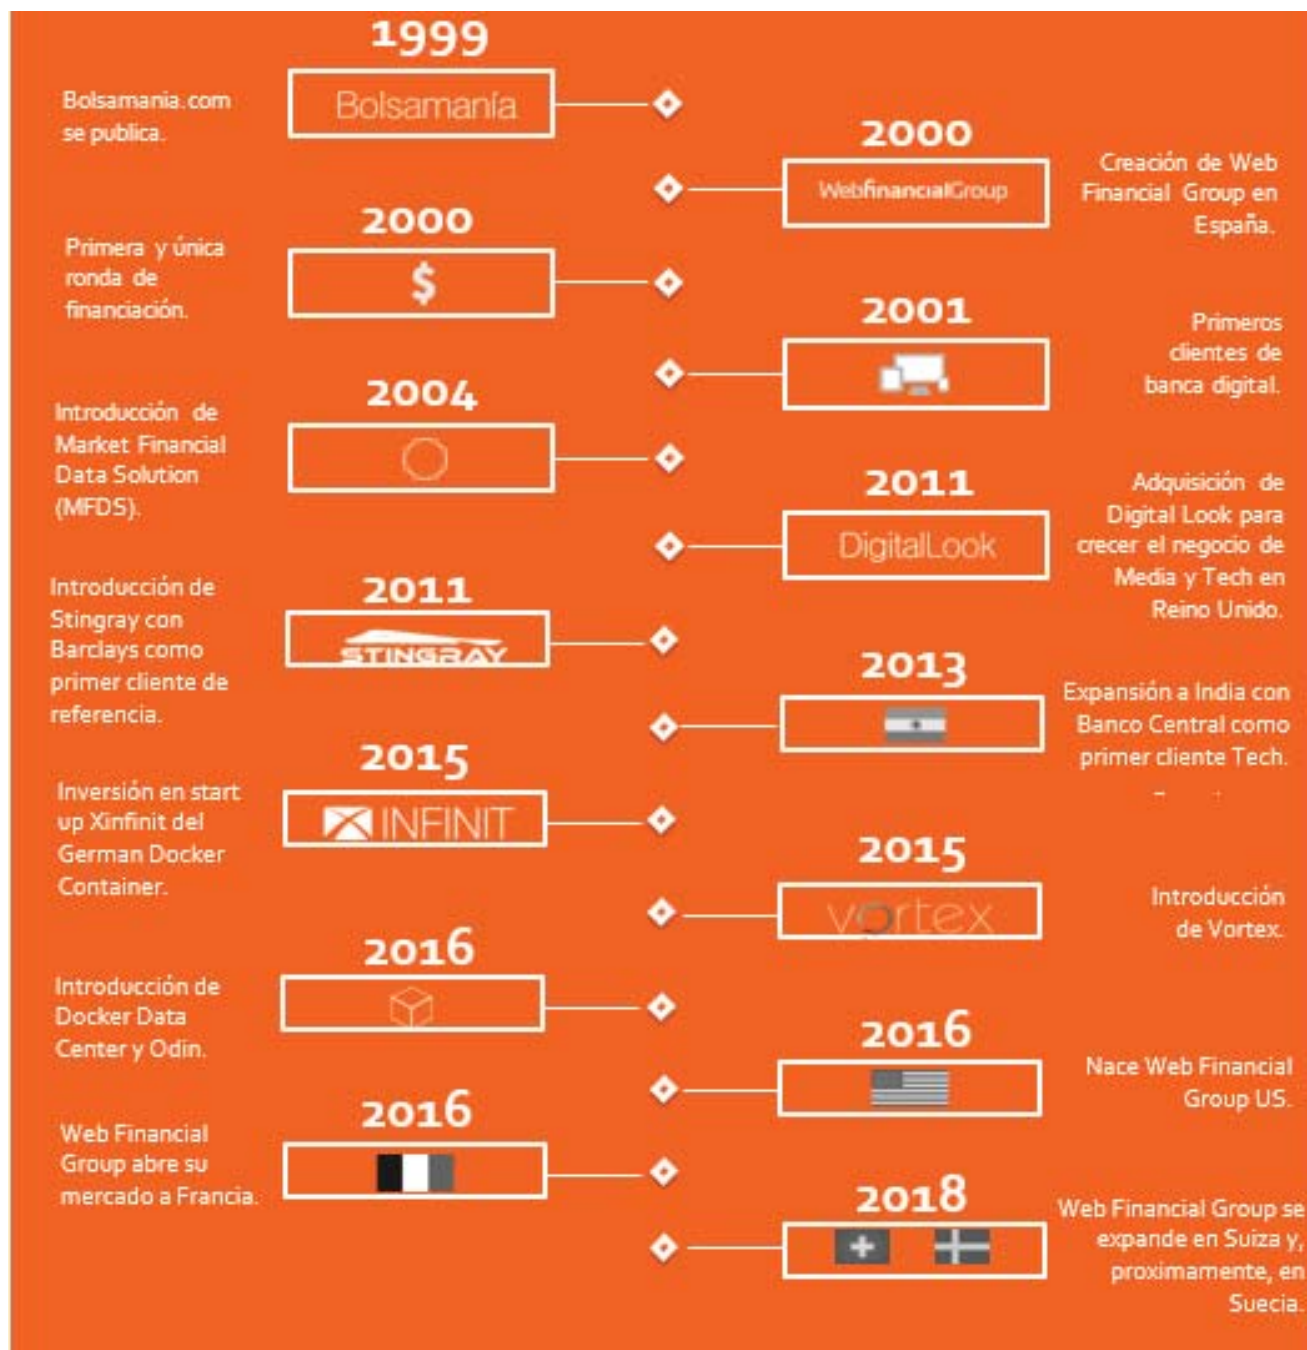 1999
Bolsamania.com
se publica.
Bolsamanía
2000
WebfinancialGroup
Creación de Web
Financial Group en
España.
2000
Primera y única
ronda de
financiación.
$
2001
Primeros
clientes de
banca digital.
2004
Introducción de
Market Financial
Data Solution
(MFDS).
2011
DigitalLook
Adquisición de
Digital Look para
crecer el negocio de
Media y Tech en
Reino Unido.
2011
Introducción de
Stingray con
Barclays como
primer cliente de
referencia.
STINGRAY
2013
Expansión a India con
Banco Central como
primer cliente Tech.
2015
Inversión en start
up Xinfinit del
German Docker
Container.
X INFINIT
2015
vortex
Introducción
de Vortex.
2016
Introducción de
Docker Data
Center y Odin.
2016
Nace Web Financial
Group US.
2016
Web Financial
Group abre su
mercado a Francia.
2018
Web Financial Group se
expande en Suiza y,
proximamente, en
Suecia.